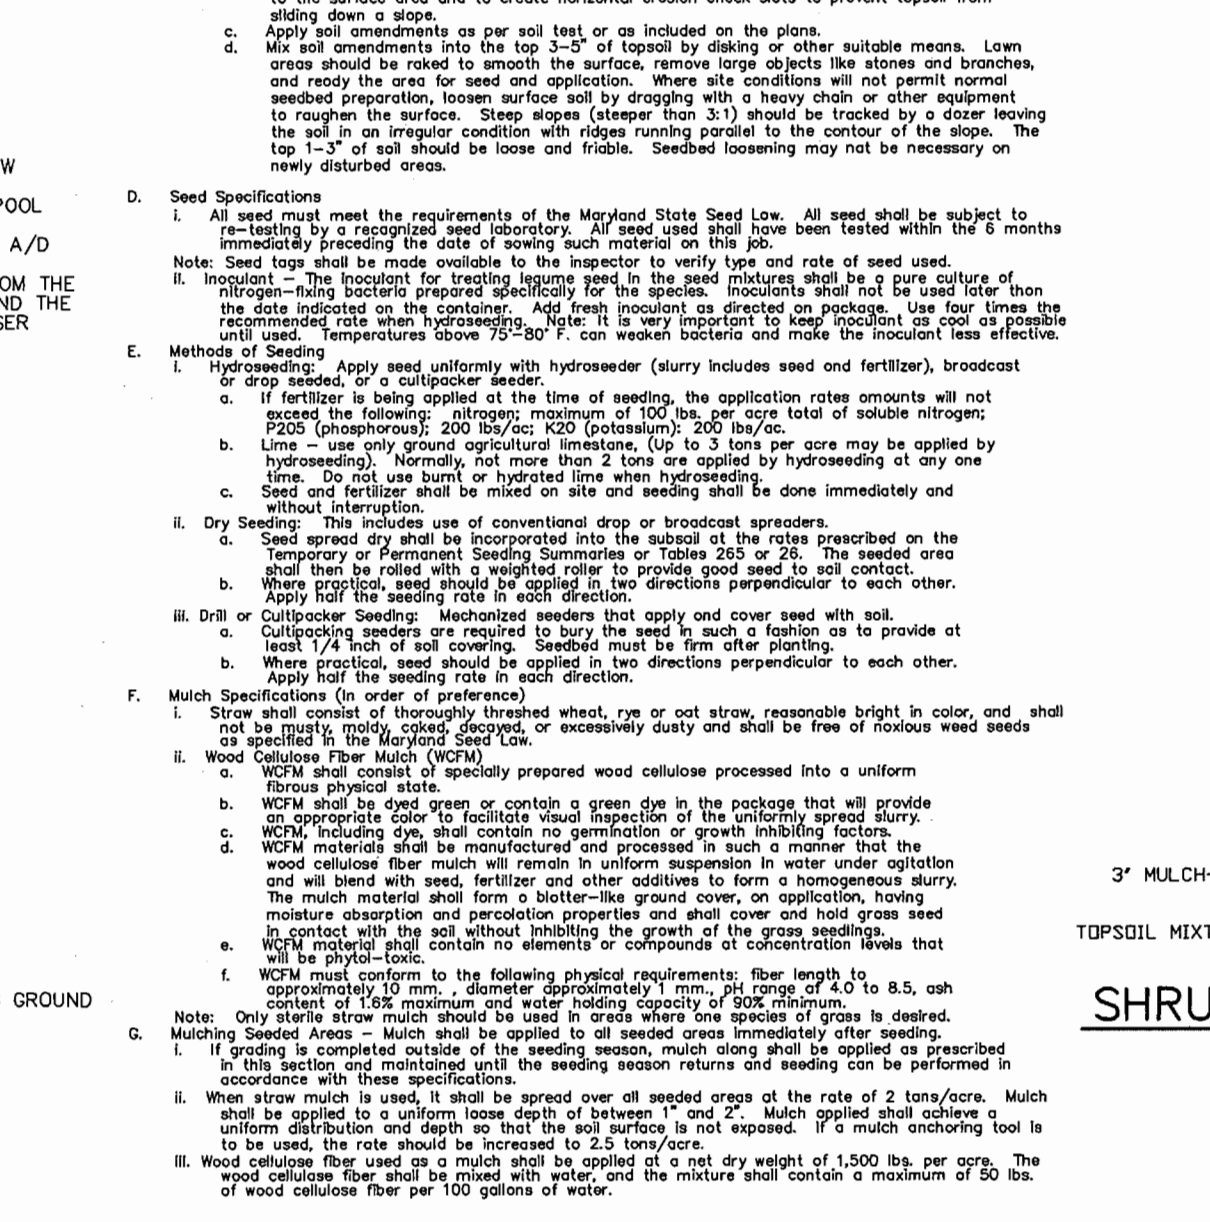 sliding down a slope.
c. Apply soil amendments as per soil test or as included on the plans.
d. Mix soil amendments into the top 3-5" of topsoil by disking or other suitable means. Lawn
areas should be raked to smooth the surface, remove large objects like stones and branches,
and ready the area for seed and application. Where site conditions will not permit normal
seedbed preparation, loosen surface soil by dragging with a heavy chain or other equipment
to roughen the surface. Steep slopes (steeper than 3:1) should be tracked by a dozer leaving
the soil in an irregular condition with ridges running parallel to the contour of the slope. The
top 1-3" of soil should be loose and friable. Seedbed loosening may not be necessary on
newly disturbed areas.
W
POOL
A/D
OM THE
ND THE
SER
D. Seed Specifications
i. All seed must meet the requirements of the Maryland State Seed Law. All seed shall be subject to
re-testing by a recognized seed laboratory. All seed used shall have been tested within the 6 months
immediately preceding the date of sowing such material on this job.
Note: Seed tags shall be made available to the inspector to verify type and rate of seed used.
ii. Inoculant - The inoculant for treating legume seed in the seed mixtures shall be a pure culture of
nitrogen-fixing bacteria prepared specifically for the species. Inoculants shall not be used later than
the date indicated on the container. Add fresh inoculant as directed on package. Use four times the
recommended rate when hydroseeding. Note: It is very important to keep inoculant as cool as possible
until used. Temperatures above 75°-80° F. can weaken bacteria and make the inoculant less effective.
E. Methods of Seeding
i. Hydroseeding: Apply seed uniformly with hydroseeder (slurry includes seed and fertilizer), broadcast
or drop seeded, or a cultipacker seeder.
a. If fertilizer is being applied at the time of seeding, the application rates amounts will not
exceed the following: nitrogen; maximum of 100 lbs. per acre total of soluble nitrogen;
P205 (phosphorous): 200 lbs/ac; K20 (potassium): 200 lbs/ac.
b. Lime - use only ground agricultural limestane, (Up to 3 tons per acre may be applied by
hydroseeding). Normally, not more than 2 tons are applied by hydroseeding at any one
time. Do not use burnt or hydrated lime when hydroseeding.
c. Seed and fertilizer shall be mixed on site and seeding shall be done immediately and
without interruption.
ii. Dry Seeding: This includes use of conventional drop or broadcast spreaders.
a. Seed spread dry shall be incorporated into the subsoil at the rates prescribed on the
Temporary or Permanent Seeding Summaries or Tables 265 or 26. The seeded area
shall then be rolled with a weighted roller to provide good seed to soil contact.
b. Where practical, seed should be applied in two directions perpendicular to each other.
Apply half the seeding rate in each direction.
iii. Drill or Cultipacker Seeding: Mechanized seeders that apply and cover seed with soil.
a. Cultipacking seeders are required to bury the seed in such a fashion as to provide at
least 1/4 inch of soil covering. Seedbed must be firm after planting.
b. Where practical, seed should be applied in two directions perpendicular to each other.
Apply half the seeding rate in each direction.
F. Mulch Specifications (In order of preference)
i. Straw shall consist of thoroughly threshed wheat, rye or oat straw, reasonable bright in color, and shall
not be musty, moldy, caked, decayed, or excessively dusty and shall be free of noxious weed seeds
as specified in the Maryland Seed Law.
ii. Wood Cellulose Fiber Mulch (WCFM)
a. WCFM shall consist of specially prepared wood cellulose processed into a uniform
fibrous physical state.
b. WCFM shall be dyed green or contain a green dye in the package that will provide
an appropriate color to facilitate visual inspection of the uniformly spread slurry.
c. WCFM, including dye, shall contain no germination or growth inhibiting factors.
d. WCFM materials shall be manufactured and processed in such a manner that the
wood cellulose fiber mulch will remain in uniform suspension in water under agitation
and will blend with seed, fertilizer and other additives to form a homogeneous slurry.
The mulch material shall form a blotter-like ground cover, on application, having
moisture absorption and percolation properties and shall cover and hold grass seed
in contact with the soil without inhibiting the growth of the grass seedlings.
e. WCFM material shall contain no elements or compounds at concentration levels that
will be phytol-toxic.
f. WCFM must conform to the following physical requirements: fiber length to
approximately 10 mm. , diameter approximately 1 mm., pH range of 4.0 to 8.5, ash
content of 1.6% maximum and water holding capacity of 90% minimum.
Note: Only sterile straw mulch should be used in areas where one species of grass is desired.
G. Mulching Seeded Areas - Mulch shall be applied to all seeded areas immediately after seeding.
i. If grading is completed outside of the seeding season, mulch along shall be applied as prescribed
in this section and maintained until the seeding season returns and seeding can be performed in
accordance with these specifications.
ii. When straw mulch is used, it shall be spread over all seeded areas at the rate of 2 tons/acre. Mulch
shall be applied to a uniform loose depth of between 1" and 2". Mulch applied shall achieve a
uniform distribution and depth so that the soil surface is not exposed. If a mulch anchoring tool is
to be used, the rate should be increased to 2.5 tons/acre.
iii. Wood cellulose fiber used as a mulch shall be applied at a net dry weight of 1,500 lbs. per acre. The
wood cellulose fiber shall be mixed with water, and the mixture shall contain a maximum of 50 lbs.
of wood cellulose fiber per 100 gallons of water.
GROUND
3' MULCH-
TOPSOIL MIXT
SHRU